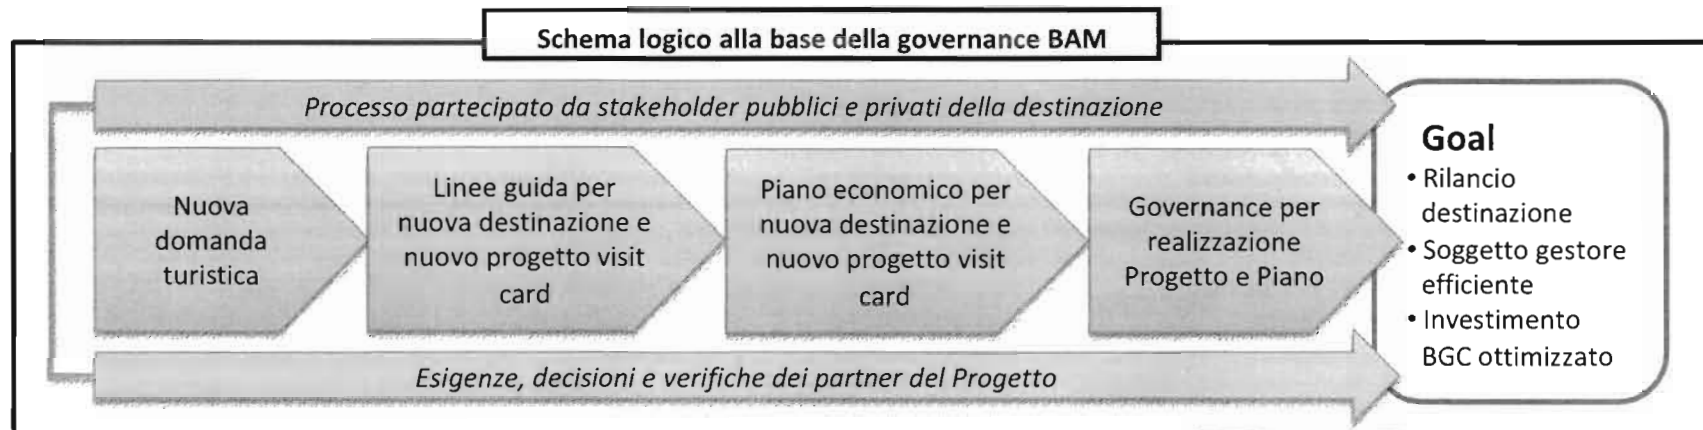 Schema logico alla base della governance BAM
Processo partecipato da stakeholder pubblici e privati della destinazione
Nuova
domanda
turistica
Linee guida per
nuova destinazione e
nuovo progetto visit
card
Piano economico per
nuova destinazione e
nuovo progetto visit
card
Governance per
realizzazione
Progetto e Piano
Goal
• Rilancio
destinazione
• Soggetto gestore
efficiente
• Investimento
BGC ottimizzato
Esigenze, decisioni e verifiche dei partner del Progetto